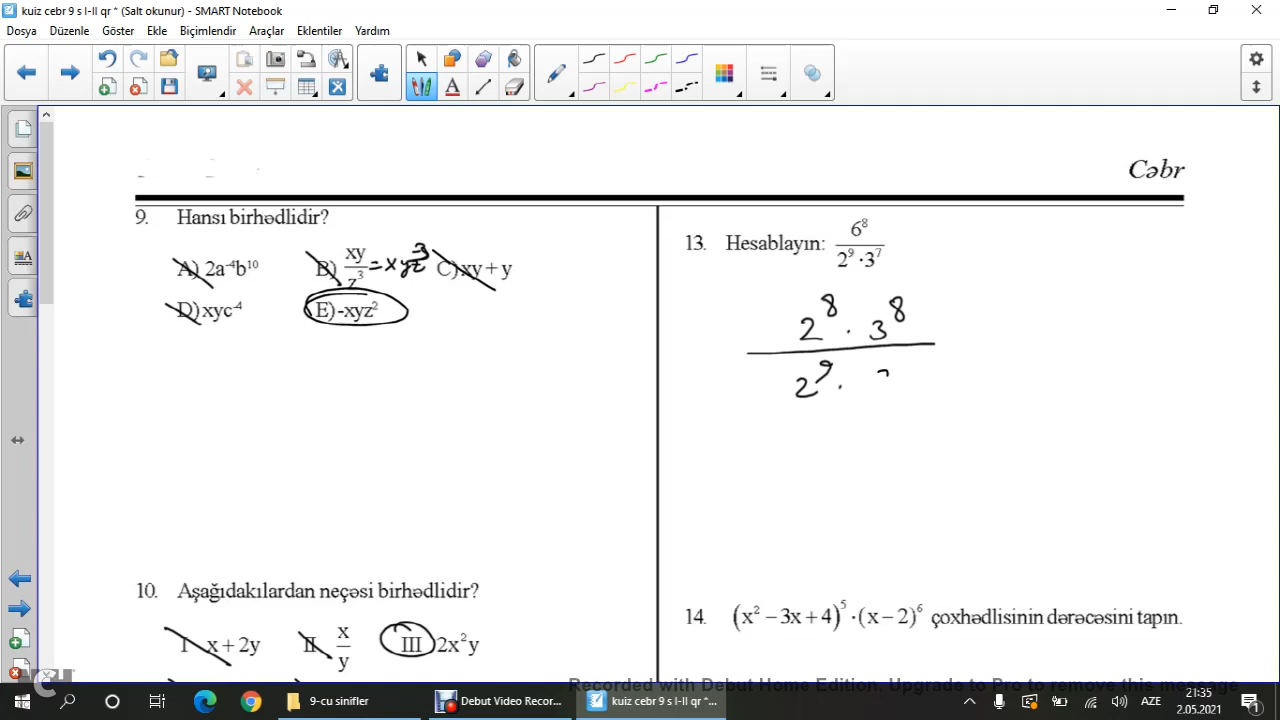 kuiz cebr 9 s I-II qr * (Salt okunur) - SMART Notebook
Dosya Düzenle Göster Ekle Biçimlendir Araçlar Eklentiler Yardım
Cəbr
9. Hansı birhədlidir?
A) 2a⁻⁴b¹⁰ B) xy/z³ = xyz⁻³ C) xy + y
D) xyc⁻⁴ E) -xyz²
10. Aşağıdakılardan neçəsi birhədlidir?
I x + 2y II x/y III 2x²y
13. Hesablayın: 6⁸/2⁹·3⁷
2⁸ · 3⁸
2⁹ ·
14. (x² − 3x + 4)⁵ · (x − 2)⁶ çoxhədlisinin dərəcəsini tapın.
Recorded with Debut Home Edition. Upgrade to Pro to remove this message
9-cu sinifler
Debut Video Recor...
kuiz cebr 9 s I-II qr *...
AZE
21:35
2.05.2021
1